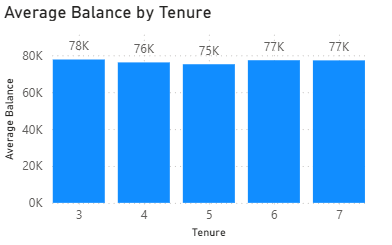 Average Balance by Tenure
78K 76K 75K 77K 77K
80K
60K
40K
20K
0K
Average Balance
3 4 5 6 7
Tenure